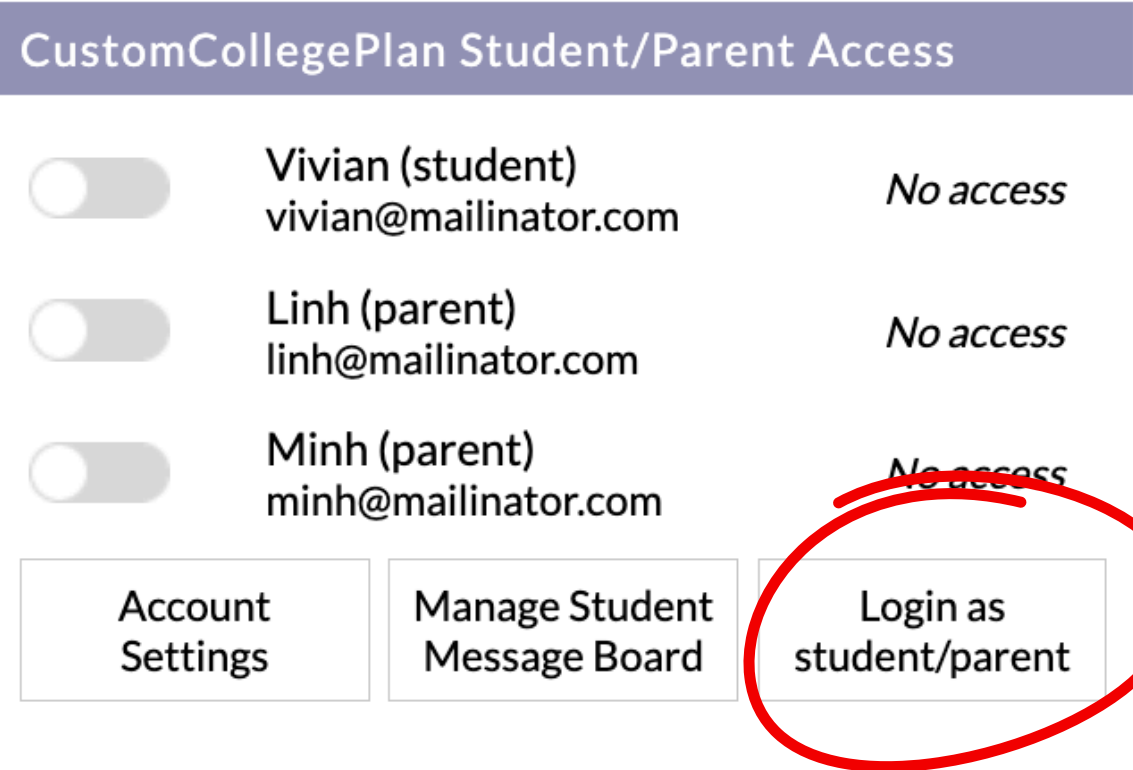 CustomCollegePlan Student/Parent Access
Vivian (student)
vivian@mailinator.com
No access
Linh (parent)
linh@mailinator.com
No access
Minh (parent)
minh@mailinator.com
No access
Account
Settings
Manage Student
Message Board
Login as
student/parent